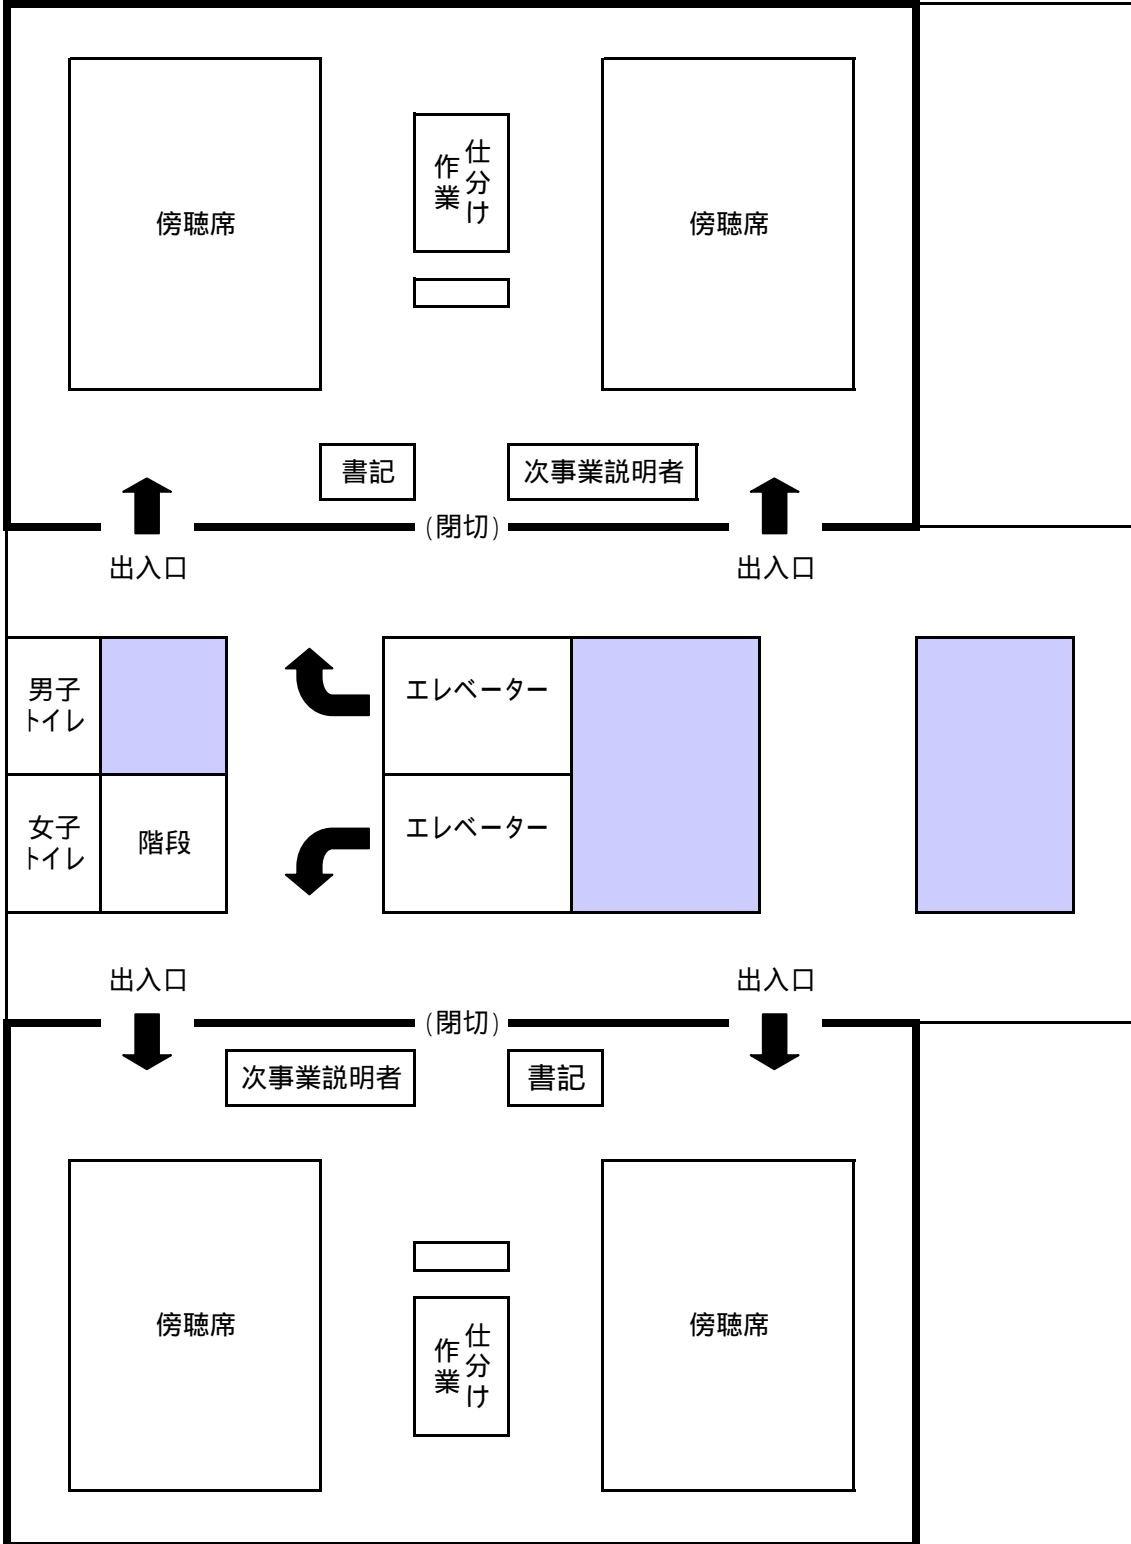 傍聴席
仕分け
作業
傍聴席
書記
次事業説明者
(閉切)
出入口
出入口
男子
トイレ
エレベーター
女子
トイレ
階段
エレベーター
出入口
出入口
(閉切)
次事業説明者
書記
傍聴席
仕分け
作業
傍聴席